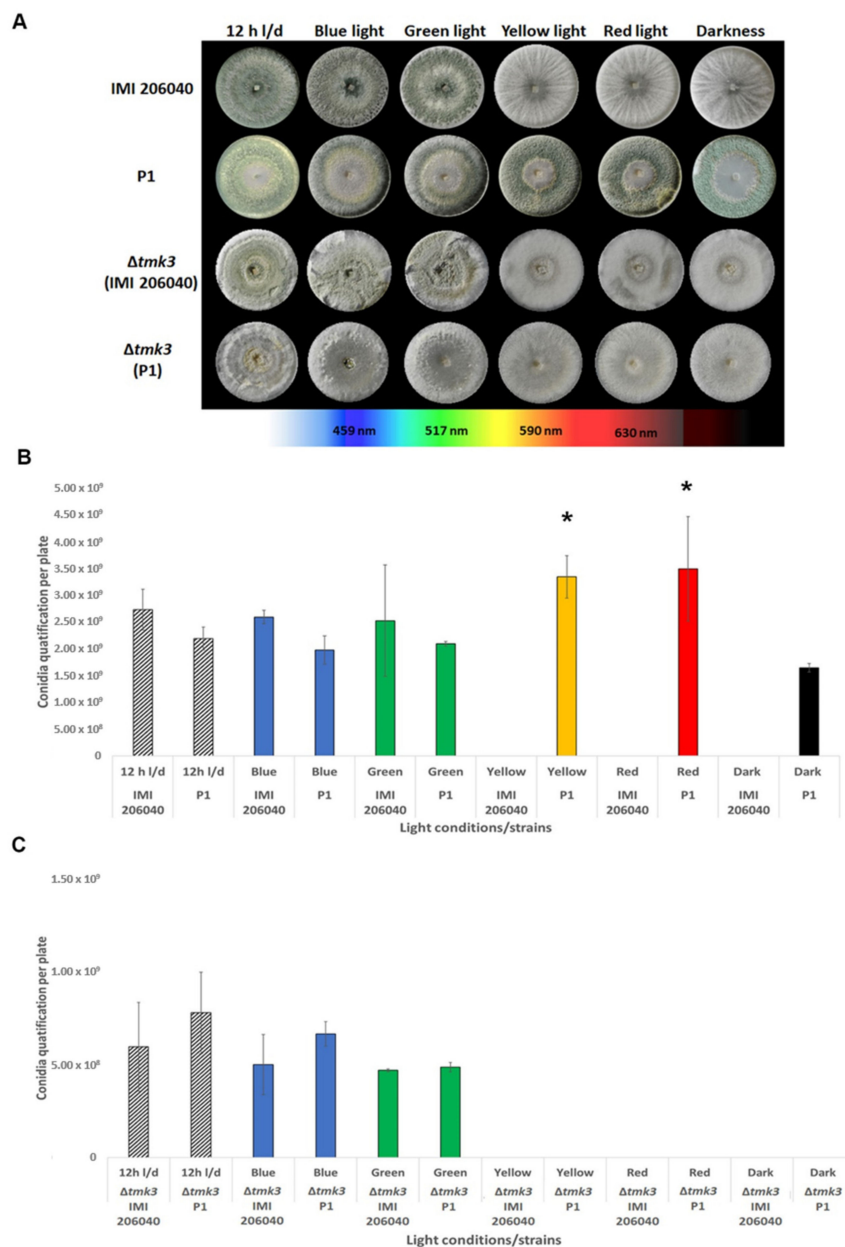 A
12 h l/d Blue light Green light Yellow light Red light Darkness
IMI 206040
P1
Δtmk3
(IMI 206040)
Δtmk3
(P1)
459 nm 517 nm 590 nm 630 nm
B
Conidia quatification per plate
5.00 x 10⁹
4.50 x 10⁹
4.00 x 10⁹
3.50 x 10⁹
3.00 x 10⁹
2.50 x 10⁹
2.00 x 10⁹
1.50 x 10⁹
1.00 x 10⁹
5.00 x 10⁸
0
* *
12 h l/d 12h l/d Blue Blue Green Green Yellow Yellow Red Red Dark Dark
IMI P1 IMI P1 IMI P1 IMI P1 IMI P1 IMI P1
206040 206040 206040 206040 206040 206040
Light conditions/strains
C
Conidia quatification per plate
1.50 x 10⁹
1.00 x 10⁹
5.00 x 10⁸
0
12h l/d 12h l/d Blue Blue Green Green Yellow Yellow Red Red Dark Dark
Δtmk3 Δtmk3 Δtmk3 Δtmk3 Δtmk3 Δtmk3 Δtmk3 Δtmk3 Δtmk3 Δtmk3 Δtmk3 Δtmk3
IMI P1 IMI P1 IMI P1 IMI P1 IMI P1 IMI P1
206040 206040 206040 206040 206040 206040
Light conditions/strains